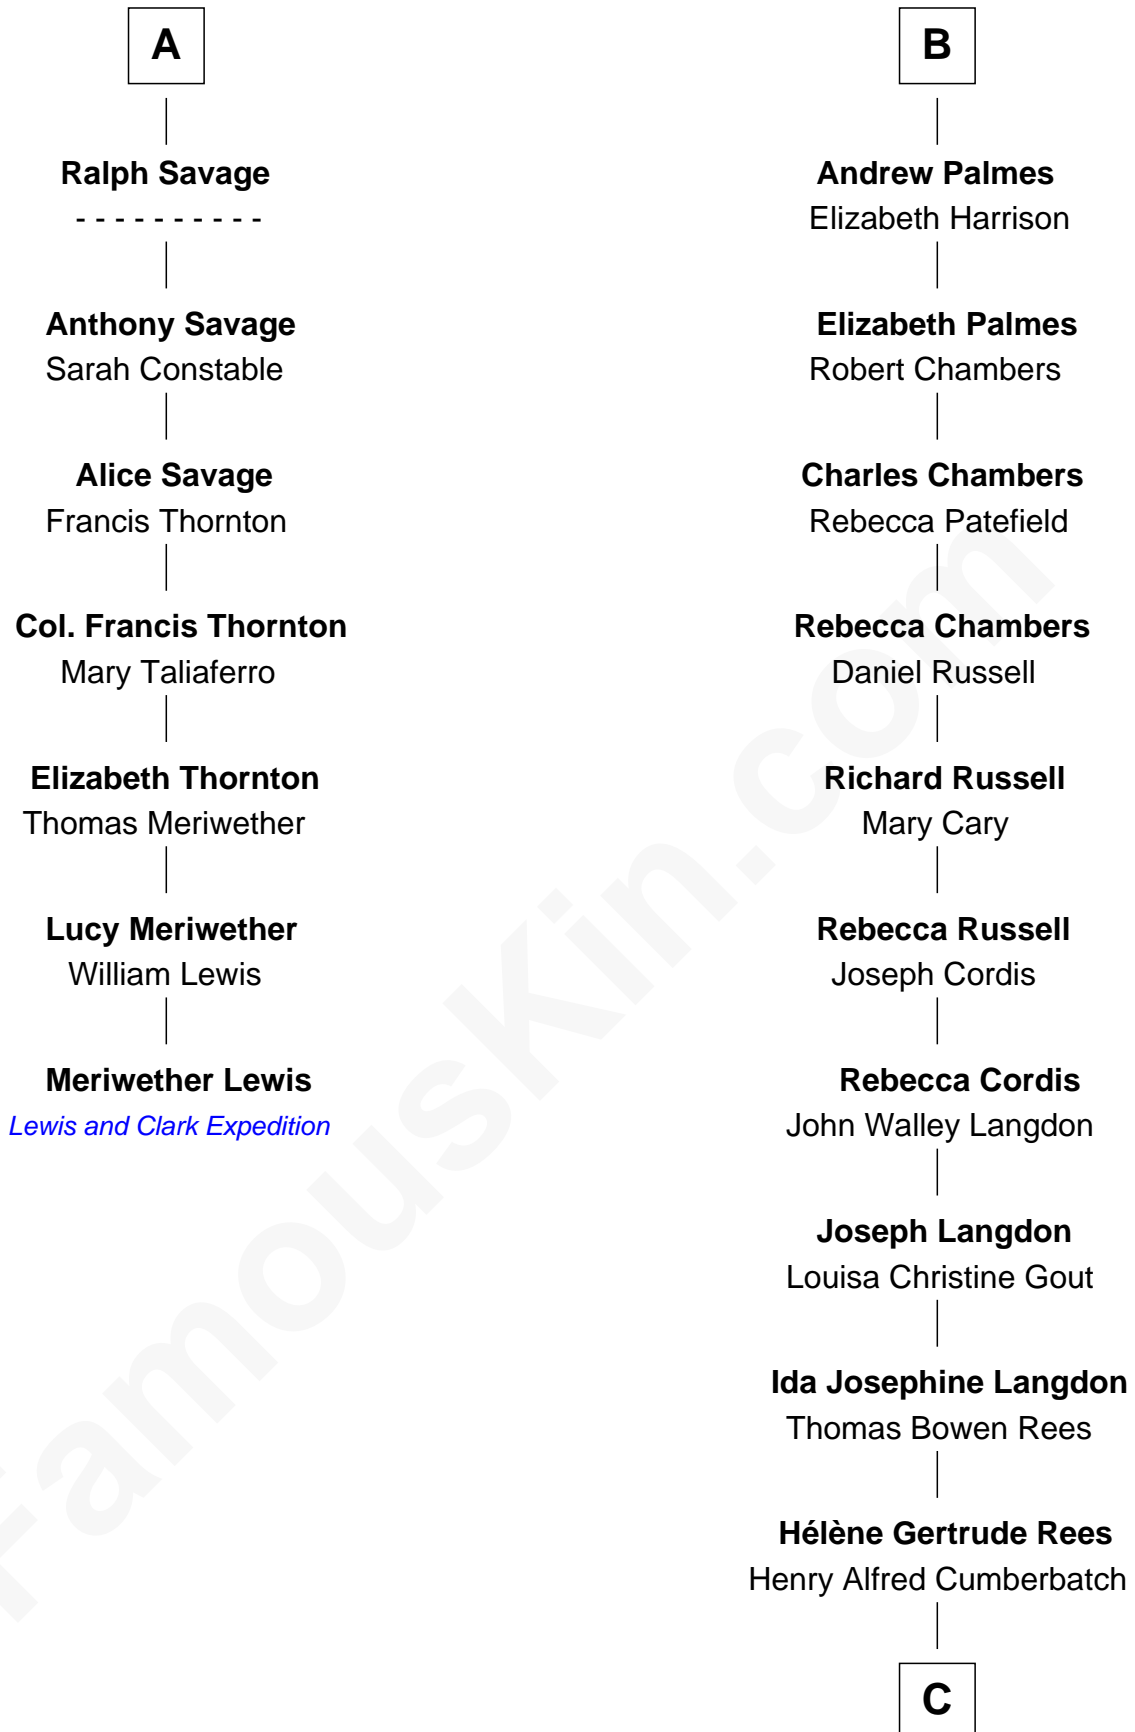 A
Ralph Savage
- - - - - - - - - -
Anthony Savage
Sarah Constable
Alice Savage
Francis Thornton
Col. Francis Thornton
Mary Taliaferro
Elizabeth Thornton
Thomas Meriwether
Lucy Meriwether
William Lewis
Meriwether Lewis
Lewis and Clark Expedition
B
Andrew Palmes
Elizabeth Harrison
Elizabeth Palmes
Robert Chambers
Charles Chambers
Rebecca Patefield
Rebecca Chambers
Daniel Russell
Richard Russell
Mary Cary
Rebecca Russell
Joseph Cordis
Rebecca Cordis
John Walley Langdon
Joseph Langdon
Louisa Christine Gout
Ida Josephine Langdon
Thomas Bowen Rees
Hélène Gertrude Rees
Henry Alfred Cumberbatch
C
FamousKin.com